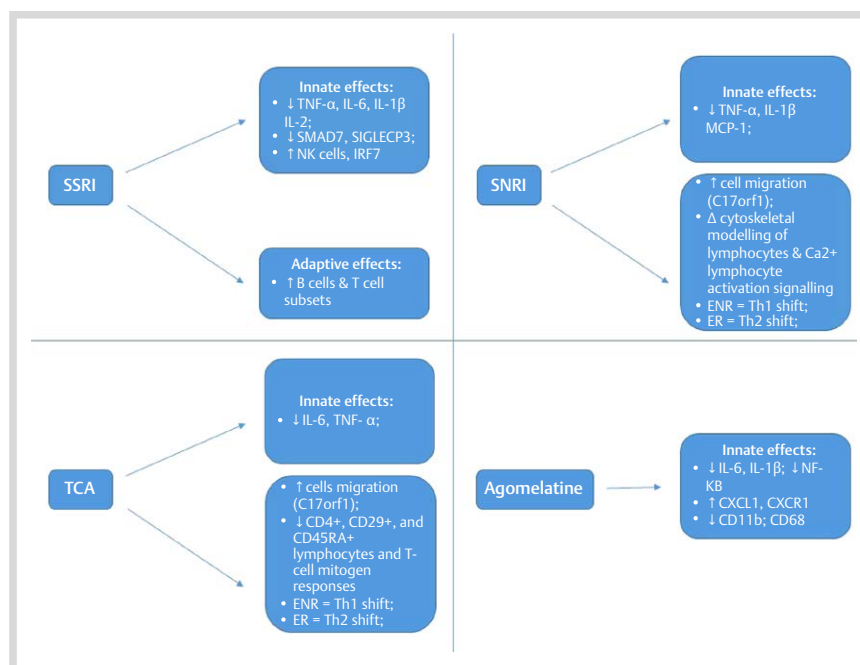 SSRI
Innate effects:
• ↓TNF-α, IL-6, IL-1β
IL-2;
• ↓SMAD7, SIGLECP3;
• ↑NK cells, IRF7
Adaptive effects:
• ↑B cells & T cell
subsets
SNRI
Innate effects:
• ↓TNF-α, IL-1β
MCP-1;
• ↑cell migration
(C17orf1);
• Δ cytoskeletal
modelling of
lymphocytes & Ca2+
lymphocyte
activation signalling
• ENR = Th1 shift;
• ER = Th2 shift;
TCA
Innate effects:
• ↓IL-6, TNF- α;
• ↑cells migration
(C17orf1);
• ↓CD4+, CD29+, and
CD45RA+
lymphocytes and T-
cell mitogen
responses
• ENR = Th1 shift;
• ER = Th2 shift;
Agomelatine
Innate effects:
• ↓IL-6, IL-1β; ↓NF-
KB
• ↑CXCL1, CXCR1
• ↓CD11b; CD68